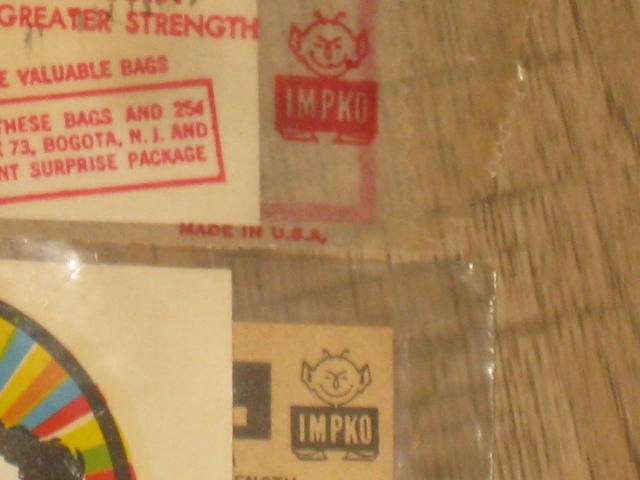 GREATER STRENGTH
E VALUABLE BAGS
THESE BAGS AND 25¢
73, BOGOTA, N.J. AND
NT SURPRISE PACKAGE
IMPKO
MADE IN U.S.A.
IMPKO